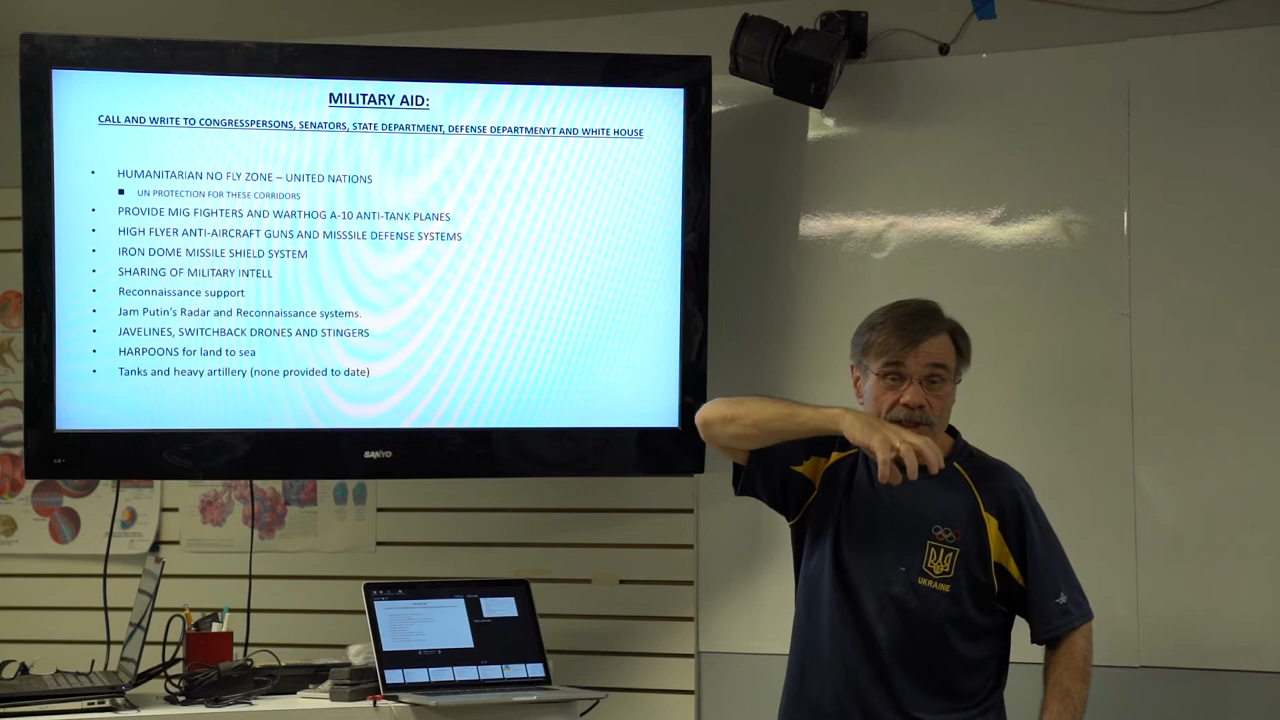 MILITARY AID:
CALL AND WRITE TO CONGRESSPERSONS, SENATORS, STATE DEPARTMENT, DEFENSE DEPARTMENYT AND WHITE HOUSE
• HUMANITARIAN NO FLY ZONE – UNITED NATIONS
■ UN PROTECTION FOR THESE CORRIDORS
• PROVIDE MIG FIGHTERS AND WARTHOG A-10 ANTI-TANK PLANES
• HIGH FLYER ANTI-AIRCRAFT GUNS AND MISSSILE DEFENSE SYSTEMS
• IRON DOME MISSILE SHIELD SYSTEM
• SHARING OF MILITARY INTELL
• Reconnaissance support
• Jam Putin's Radar and Reconnaissance systems.
• JAVELINES, SWITCHBACK DRONES AND STINGERS
• HARPOONS for land to sea
• Tanks and heavy artillery (none provided to date)
SANYO
UKRAINE